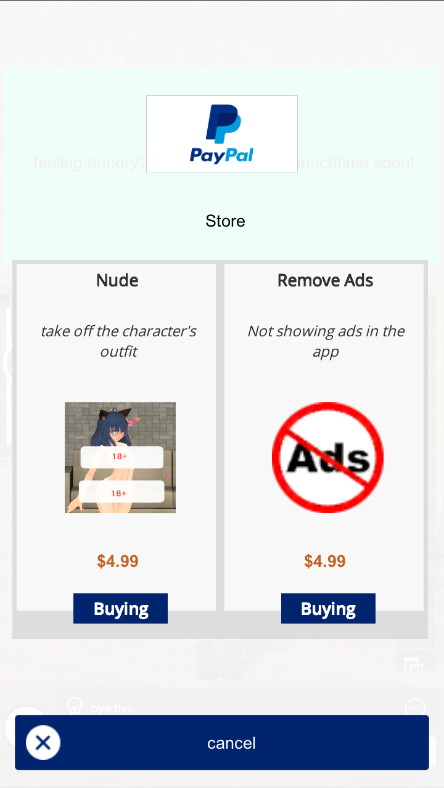 PayPal
feeling hungry? lunchtime soon!
Store
Nude
Remove Ads
take off the character's
outfit
Not showing ads in the
app
18+
18+
Ads
$4.99
$4.99
Buying
Buying
bye bye
cancel